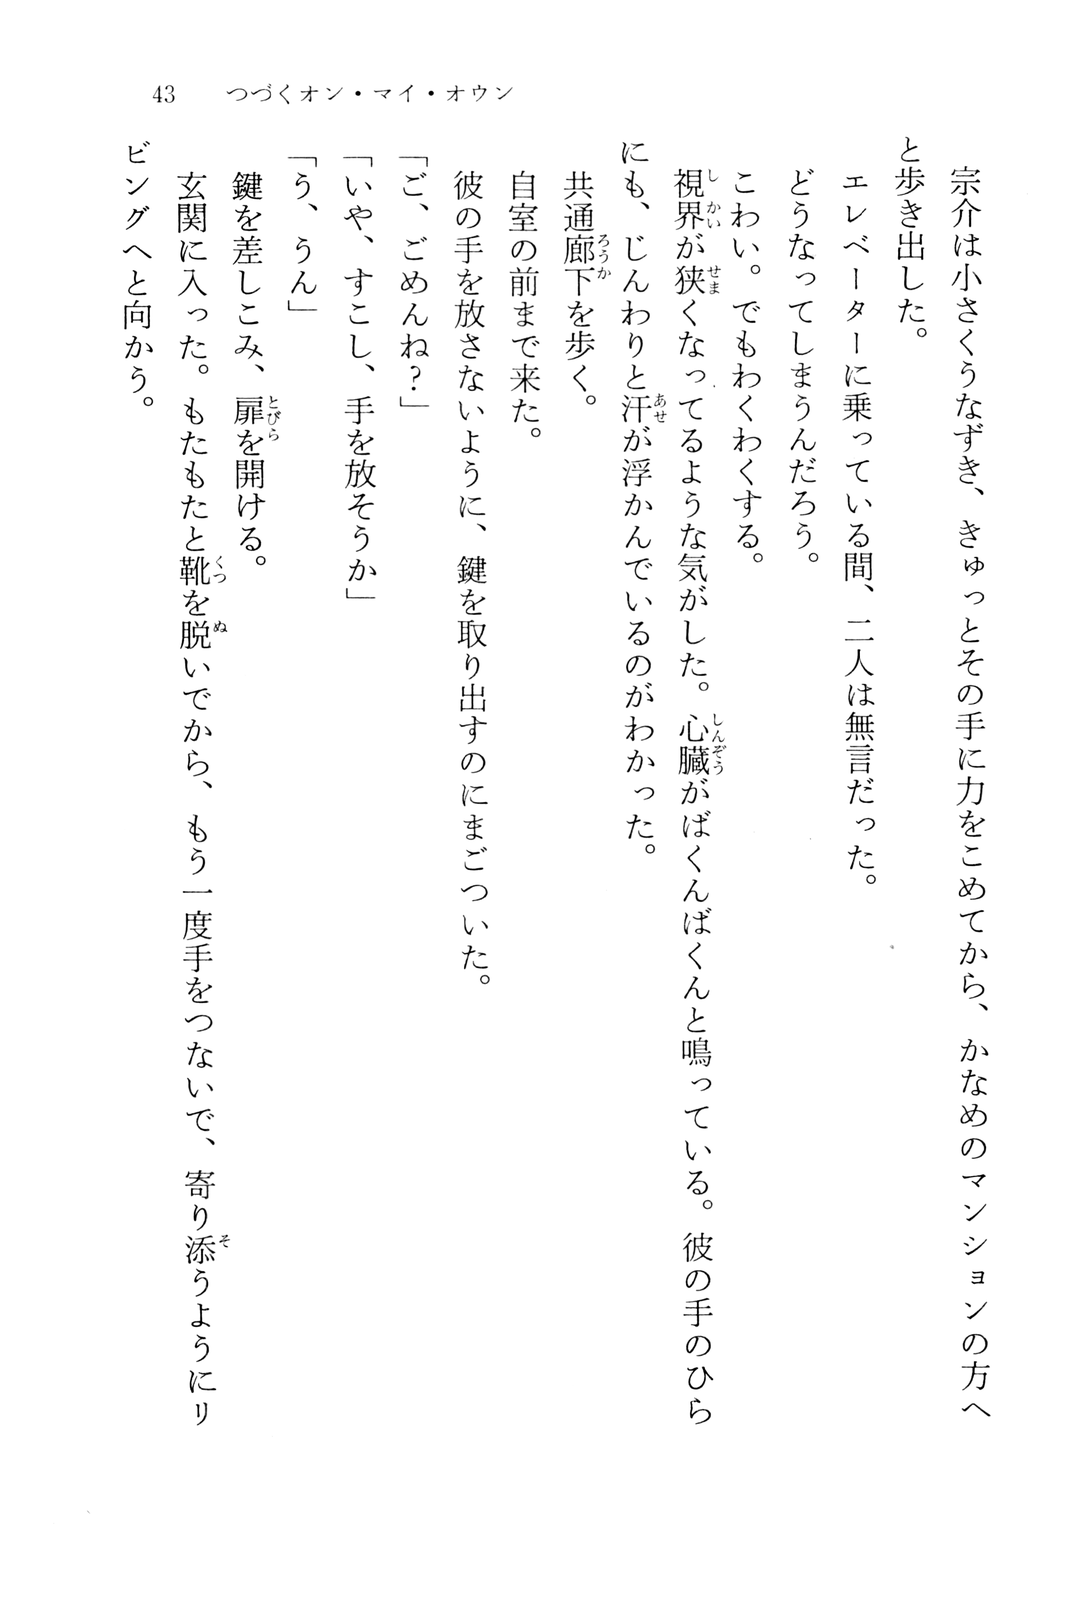 43 つづくオン・マイ・オウン
宗介は小さくうなずき、きゅっとその手に力をこめてから、かなめのマンションの方へ
と歩き出した。
エレベーターに乗っている間、二人は無言だった。
どうなってしまうんだろう。
こわい。でもわくわくする。
視界が狭くなってるような気がした。心臓がばくんばくんと鳴っている。彼の手のひら
にも、じんわりと汗が浮かんでいるのがわかった。
共通廊下を歩く。
自室の前まで来た。
彼の手を放さないように、鍵を取り出すのにまごついた。
「ご、ごめんね?」
「いや、すこし、手を放そうか」
「う、うん」
鍵を差しこみ、扉を開ける。
玄関に入った。もたもたと靴を脱いでから、もう一度手をつないで、寄り添うようにリ
ビングへと向かう。